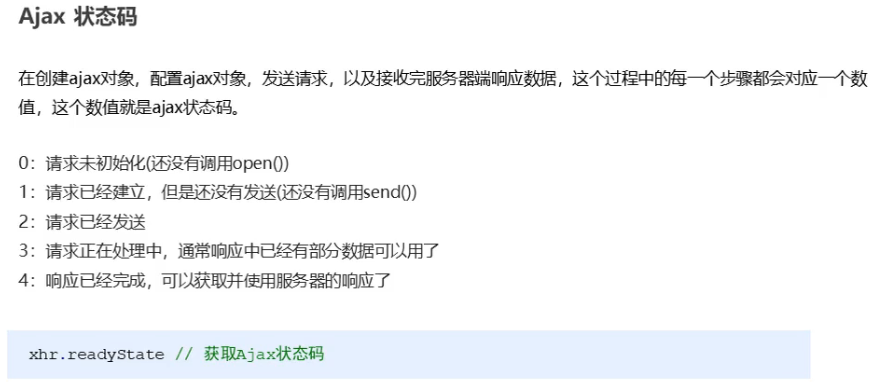 Ajax 状态码
在创建ajax对象，配置ajax对象，发送请求，以及接收完服务器端响应数据，这个过程中的每一个步骤都会对应一个数
值，这个数值就是ajax状态码。
0：请求未初始化(还没有调用open())
1：请求已经建立，但是还没有发送(还没有调用send())
2：请求已经发送
3：请求正在处理中，通常响应中已经有部分数据可以用了
4：响应已经完成，可以获取并使用服务器的响应了
xhr.readyState // 获取Ajax状态码